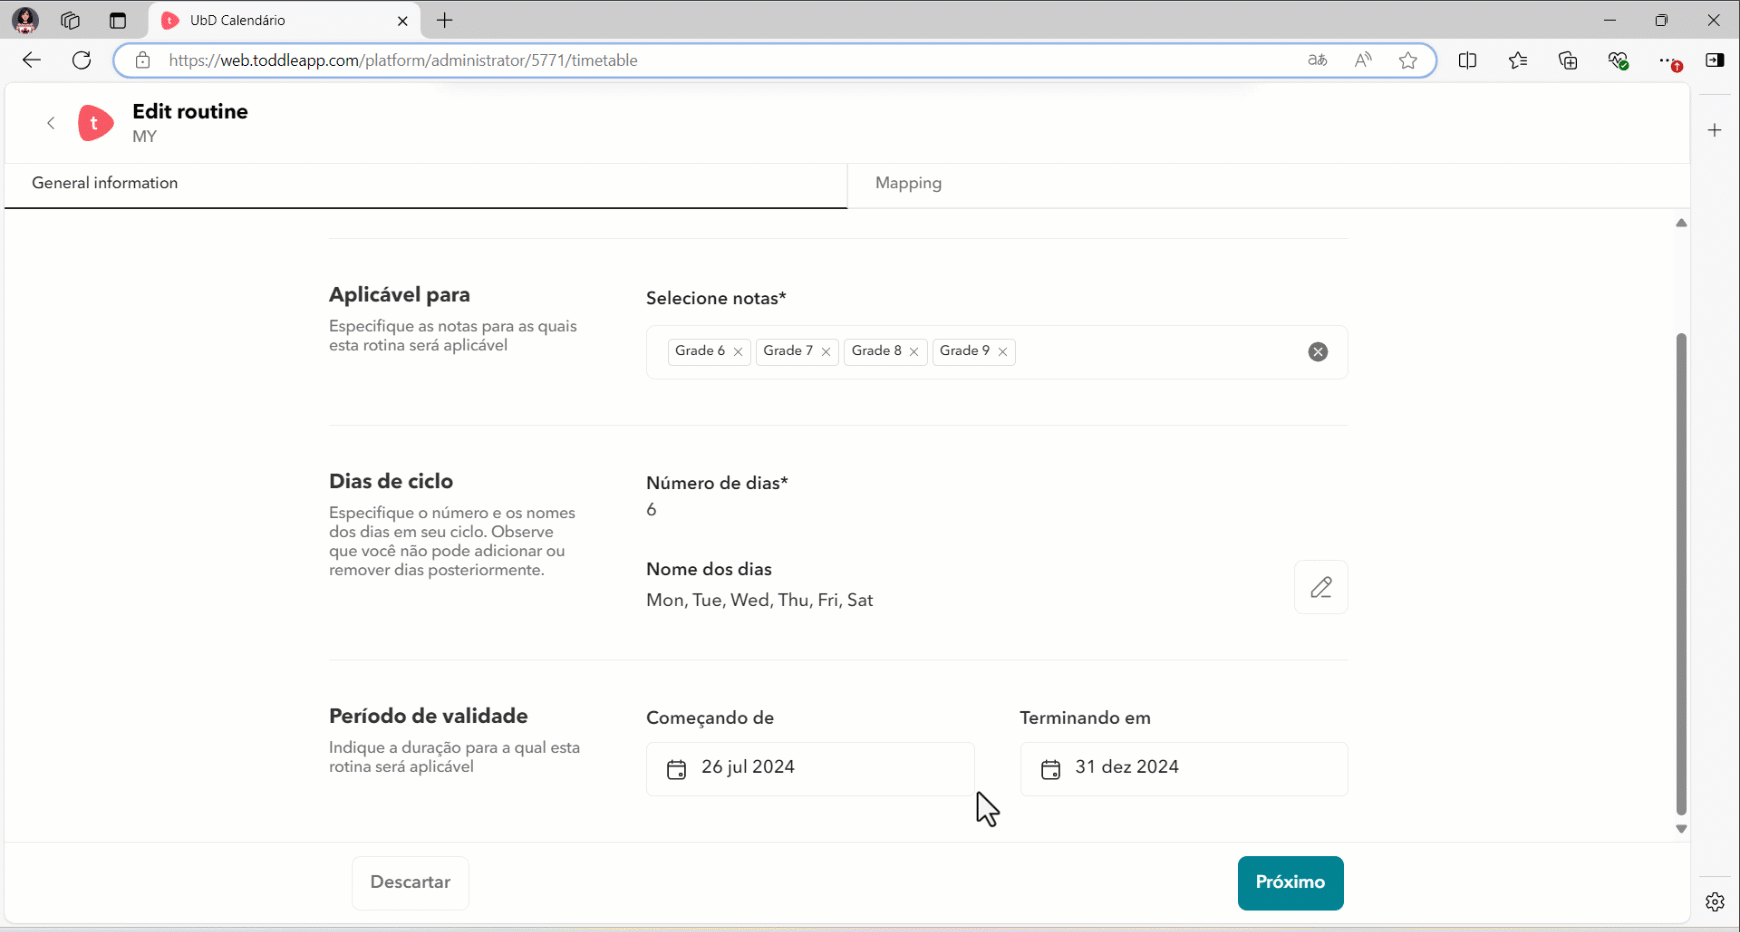 UbD Calendário
https://web.toddleapp.com/platform/administrator/5771/timetable
Edit routine
MY
General information
Mapping
Aplicável para
Especifique as notas para as quais
esta rotina será aplicável
Selecione notas*
Grade 6
Grade 7
Grade 8
Grade 9
Dias de ciclo
Especifique o número e os nomes
dos dias em seu ciclo. Observe
que você não pode adicionar ou
remover dias posteriormente.
Número de dias*
6
Nome dos dias
Mon, Tue, Wed, Thu, Fri, Sat
Período de validade
Indique a duração para a qual esta
rotina será aplicável
Começando de
26 jul 2024
Terminando em
31 dez 2024
Descartar
Próximo